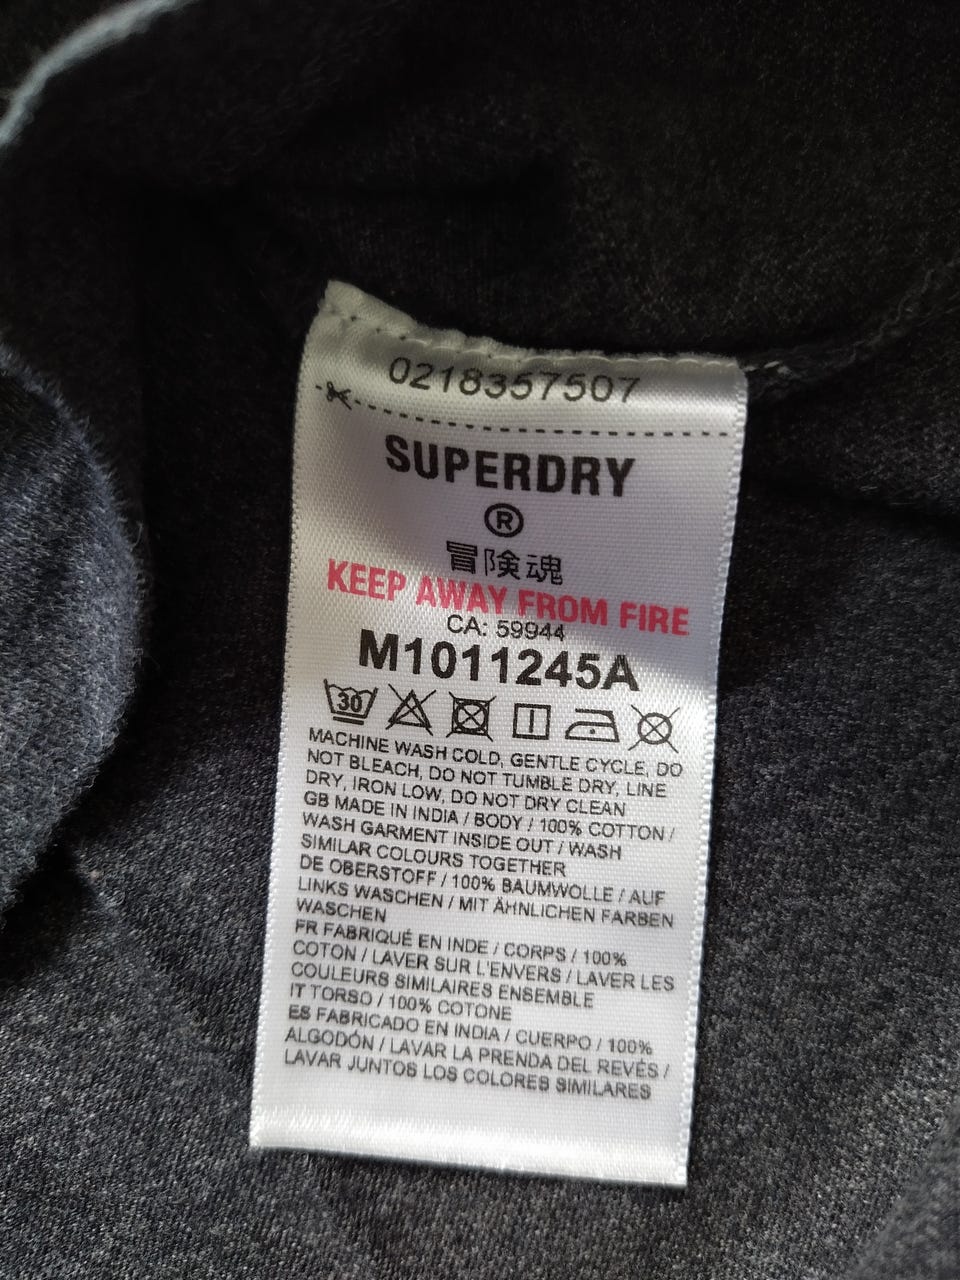 0218357507
SUPERDRY
®
冒険魂
KEEP AWAY FROM FIRE
CA: 59944
M1011245A
30
MACHINE WASH COLD, GENTLE CYCLE, DO
NOT BLEACH, DO NOT TUMBLE DRY, LINE
DRY, IRON LOW, DO NOT DRY CLEAN
GB MADE IN INDIA / BODY / 100% COTTON /
WASH GARMENT INSIDE OUT / WASH
SIMILAR COLOURS TOGETHER
DE OBERSTOFF / 100% BAUMWOLLE / AUF
LINKS WASCHEN / MIT ÄHNLICHEN FARBEN
WASCHEN
FR FABRIQUÉ EN INDE / CORPS / 100%
COTON / LAVER SUR L'ENVERS / LAVER LES
COULEURS SIMILAIRES ENSEMBLE
IT TORSO / 100% COTONE
ES FABRICADO EN INDIA / CUERPO / 100%
ALGODÓN / LAVAR LA PRENDA DEL REVÉS /
LAVAR JUNTOS LOS COLORES SIMILARES